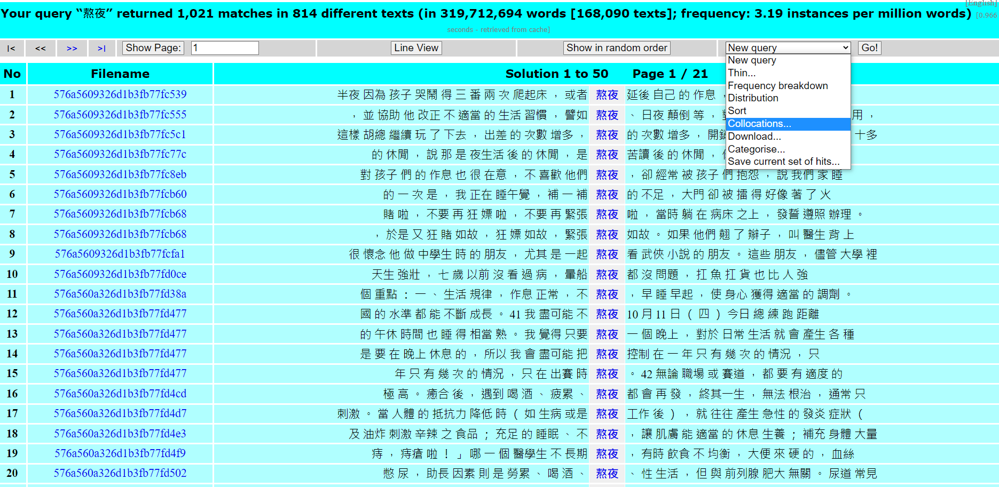 [English]
Your query “熬夜” returned 1,021 matches in 814 different texts (in 319,712,694 words [168,090 texts]; frequency: 3.19 instances per million words) [0.966
seconds - retrieved from cache]
|< << >> >| Show Page: 1 Line View Show in random order New query Go!
New query
Thin...
Frequency breakdown
Distribution
Sort
Collocations...
Download...
Categorise...
Save current set of hits...
No Filename Solution 1 to 50 Page 1 / 21
1 576a5609326d1b3fb77fc539 半夜 因為 孩子 哭鬧 得 三 番 兩 次 爬起床 ， 或者 熬夜 延後 自己 的 作息 ，
2 576a5609326d1b3fb77fc555 ， 並 協助 他 改正 不 適當 的 生活 習慣 ， 譬如 熬夜 、 日夜 顛倒 等 ， 用 ，
3 576a5609326d1b3fb77fc5c1 這樣 胡總 繼續 玩 了 下去 ， 出差 的 次數 增多 ， 熬夜 的 次數 增多 ， 十多
4 576a5609326d1b3fb77fc77c 的 休閒 ， 說 那 是 夜生活 後 的 休閒 ， 是 熬夜 苦讀 後 的 休閒 ，
5 576a5609326d1b3fb77fc8eb 對 孩子 們 的 作息 也 很 在意 ， 不 喜歡 他們 熬夜 ， 卻 經常 被 孩子 們 抱怨 ， 說 我們 家 睡
6 576a5609326d1b3fb77fcb60 的 一 次 是 ， 我 正在 睡午覺 ， 補 一 補 熬夜 的 不足 ， 大門 卻 被 擂 得 好像 著 了 火
7 576a5609326d1b3fb77fcb68 賭 啦 ， 不要 再 狂 嫖 啦 ， 不要 再 緊張 熬夜 啦 ， 當時 躺 在 病床 之上 ， 發誓 遵照 辦理 。
8 576a5609326d1b3fb77fcb68 ， 於是 又 狂 賭 如故 ， 狂 嫖 如故 ， 緊張 熬夜 如故 。 如果 他們 翹 了 辮子 ， 叫 醫生 背 上
9 576a5609326d1b3fb77fcfa1 很 懷念 他 做 中學生 時 的 朋友 ， 尤其 是 一起 熬夜 看 武俠 小說 的 朋友 。 這些 朋友 ， 儘管 大學 裡
10 576a5609326d1b3fb77fd0ce 天生 強壯 ， 七 歲 以前 沒 看 過 病 ， 暈船 熬夜 都 沒 問題 ， 扛 魚 扛 貨 也 比 人 強
11 576a560a326d1b3fb77fd38a 個 重點 ： 一 、 生活 規律 ， 作息 正常 ， 不 熬夜 ， 早 睡 早起 ， 使 身心 獲得 適當 的 調劑 。
12 576a560a326d1b3fb77fd477 國 的 水準 都 能 不斷 成長 。 41 我 盡可能 不 熬夜 10 月 11 日 （ 四 ） 今日 總 練 跑 距離
13 576a560a326d1b3fb77fd477 的 午休 時間 也 睡 得 相當 熟 。 我 覺得 只要 熬夜 一 個 晚上 ， 對於 日常 生活 就 會 產生 各 種
14 576a560a326d1b3fb77fd477 是 要 在 晚上 休息 的 ， 所以 我 會 盡可能 把 熬夜 控制 在 一 年 只 有 幾 次 的 情況 ， 只
15 576a560a326d1b3fb77fd477 年 只 有 幾 次 的 情況 ， 只 在 出賽 時 熬夜 。 42 無論 職場 或 賽道 ， 都 要 有 適度 的
16 576a560a326d1b3fb77fd4cd 極 高 。 癒合 後 ， 遇到 喝 酒 、 疲累 、 熬夜 都 會 再 發 ， 終其一生 ， 無法 根治 ， 通常 只
17 576a560a326d1b3fb77fd4d7 刺激 。 當 人體 的 抵抗力 降低 時 （ 如 生病 或是 熬夜 工作 後 ） ， 就 往往 產生 急性 的 發炎 症狀 （
18 576a560a326d1b3fb77fd4e3 及 油炸 刺激 辛辣 之 食品 ； 充足 的 睡眠 、 不 熬夜 ， 讓 肌膚 能 適當 的 休息 生養 ； 補充 身體 大量
19 576a560a326d1b3fb77fd4f9 痔 ， 痔瘡 啦 ！ 」 哪 一 個 醫學生 不 長期 熬夜 ， 有時 飲食 不 均衡 ， 大便 來 硬 的 ， 血絲
20 576a560a326d1b3fb77fd502 憋 尿 ， 助長 因素 則 是 勞累 、 喝 酒 、 熬夜 、 性 生活 ， 但 與 前列腺 肥大 無關 。 尿道 常見